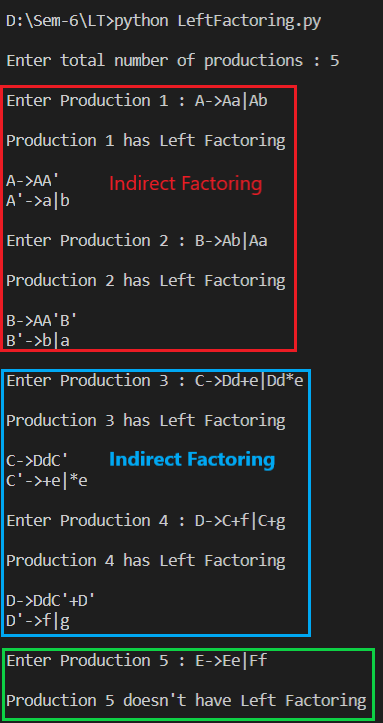 D:\Sem-6\LT>python LeftFactoring.py
Enter total number of productions : 5
Enter Production 1 : A->Aa|Ab
Production 1 has Left Factoring
A->AA'
Indirect Factoring
A'->a|b
Enter Production 2 : B->Ab|Aa
Production 2 has Left Factoring
B->AA'B'
B'->b|a
Enter Production 3 : C->Dd+e|Dd*e
Production 3 has Left Factoring
C->DdC'
Indirect Factoring
C'->+e|*e
Enter Production 4 : D->C+f|C+g
Production 4 has Left Factoring
D->DdC'+D'
D'->f|g
Enter Production 5 : E->Ee|Ff
Production 5 doesn't have Left Factoring